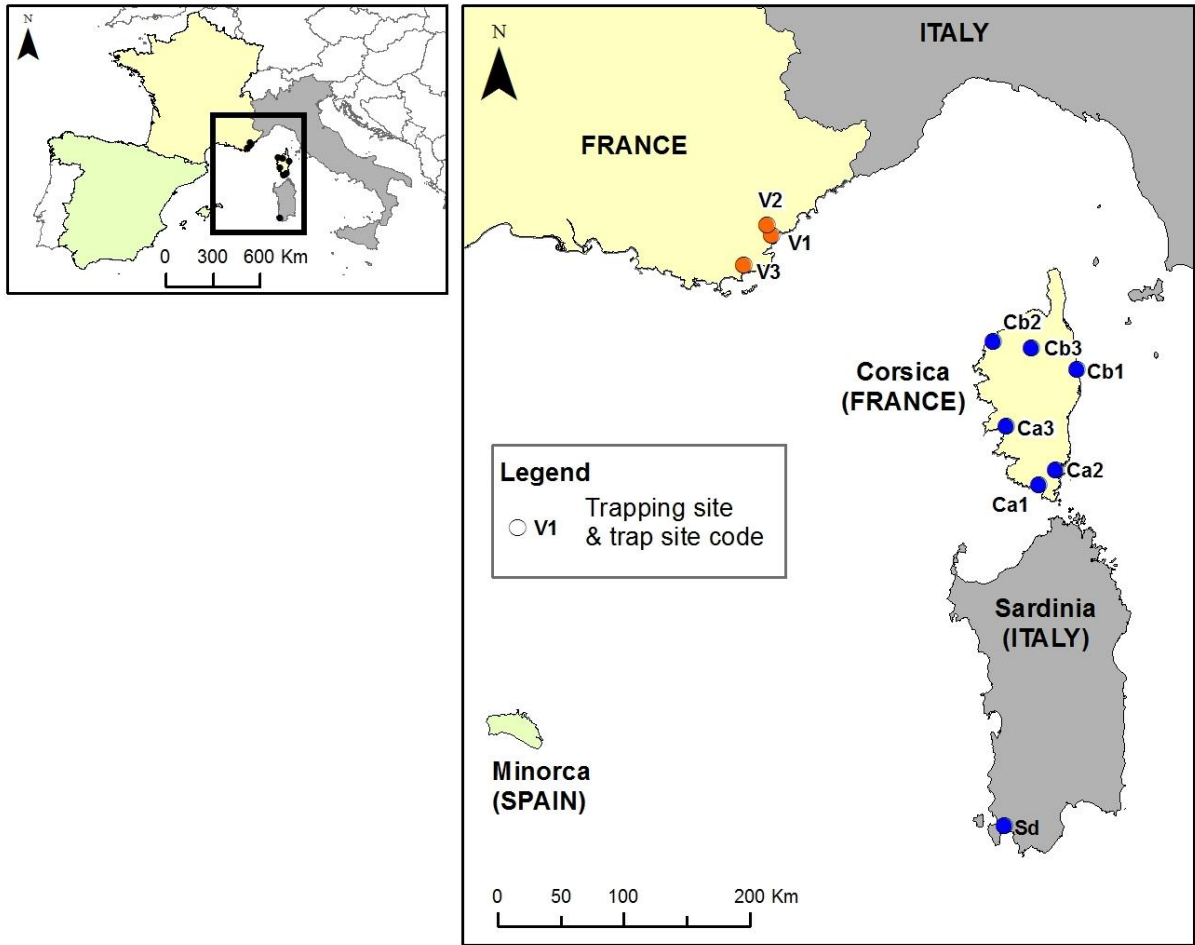 N
0 300 600 Km
N
ITALY
FRANCE
V2
V1
V3
Cb2
Cb3
Cb1
Corsica
(FRANCE)
Ca3
Ca2
Ca1
Legend
V1 Trapping site
& trap site code
Sardinia
(ITALY)
Minorca
(SPAIN)
Sd
0 50 100 200 Km